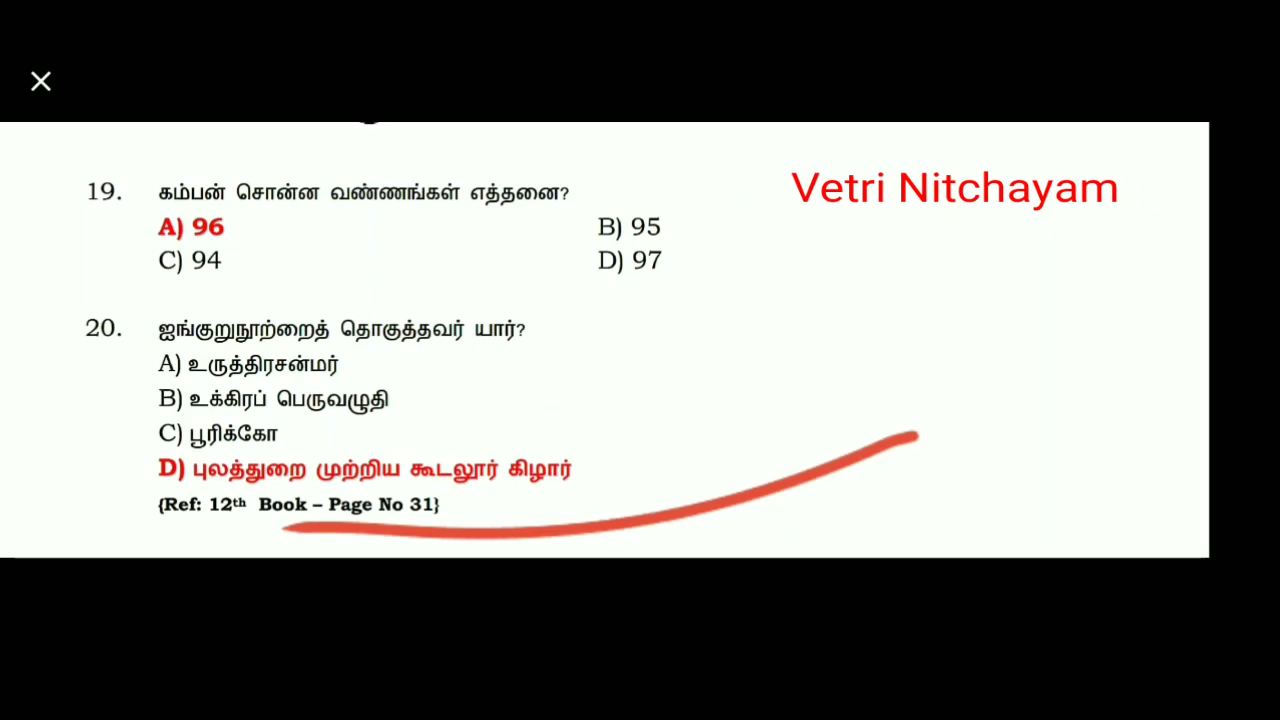 Vetri Nitchayam
19. கம்பன் சொன்ன வண்ணங்கள் எத்தனை?
A) 96 B) 95
C) 94 D) 97
20. ஐங்குறுநூற்றைத் தொகுத்தவர் யார்?
A) உருத்திரசன்மர்
B) உக்கிரப் பெருவழுதி
C) பூரிக்கோ
D) புலத்துறை முற்றிய கூடலூர் கிழார்
{Ref: 12th Book – Page No 31}